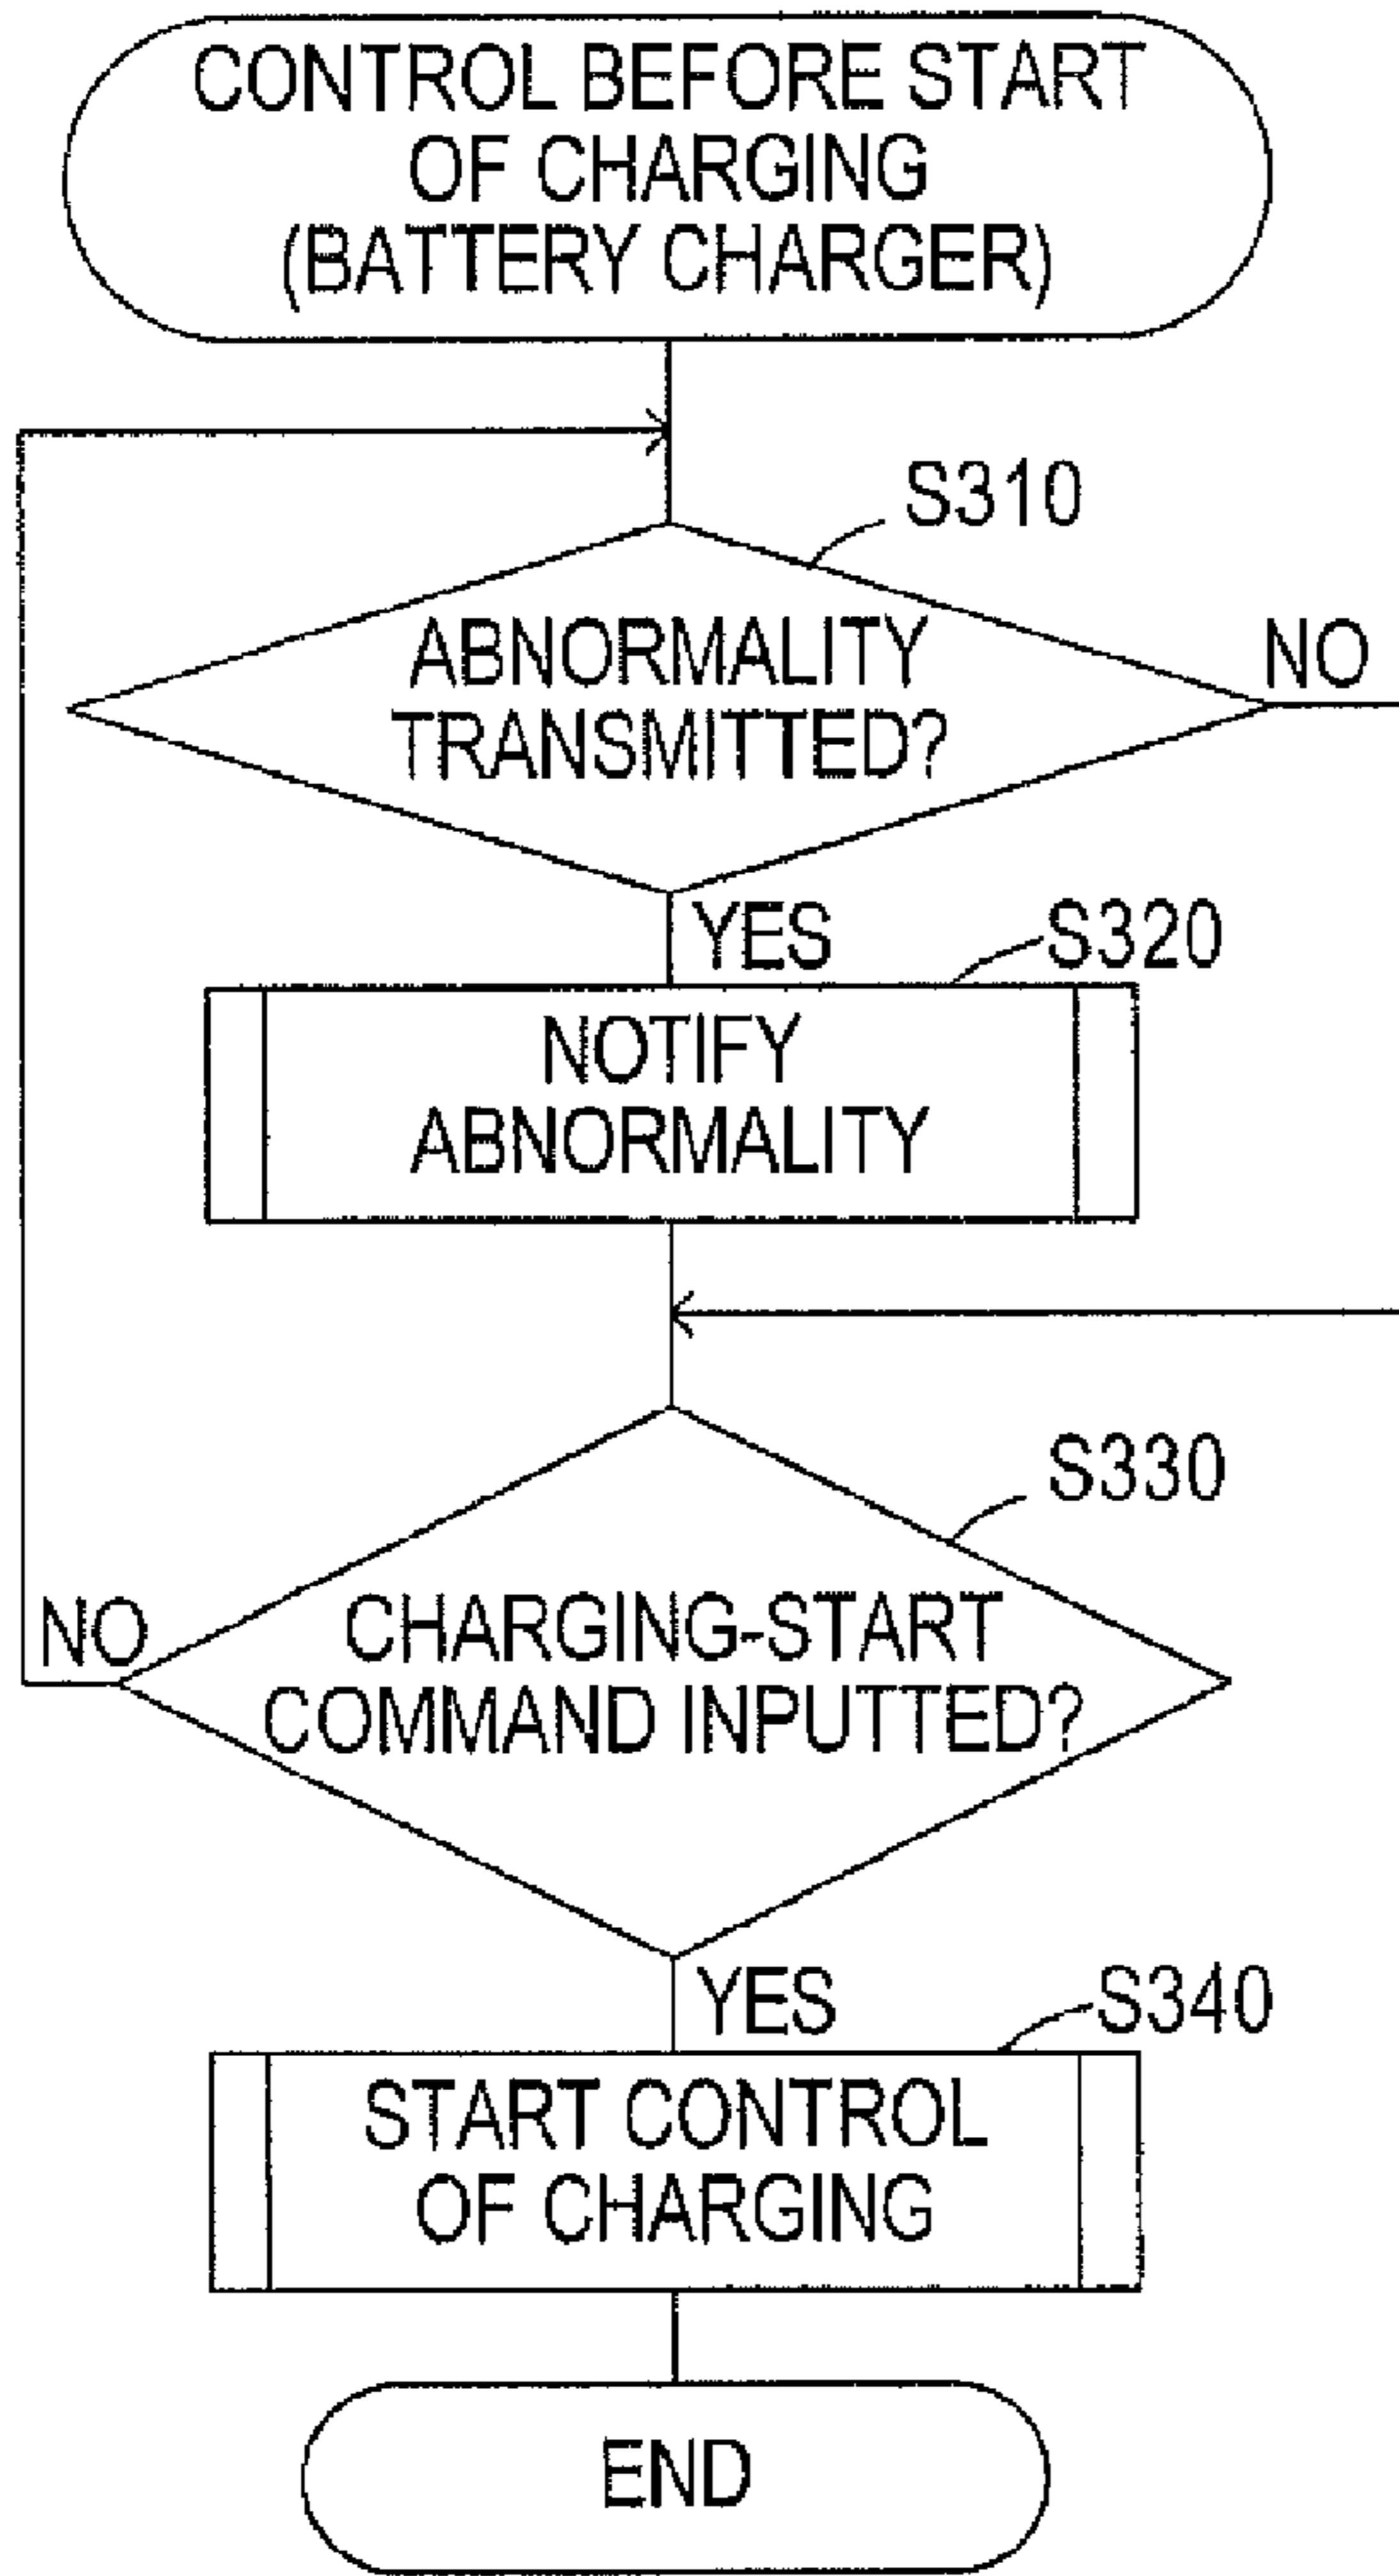 CONTROL BEFORE START
OF CHARGING
(BATTERY CHARGER)
S310
ABNORMALITY
TRANSMITTED?
NO
YES
S320
NOTIFY
ABNORMALITY
S330
CHARGING-START
COMMAND INPUTTED?
NO
YES
S340
START CONTROL
OF CHARGING
END